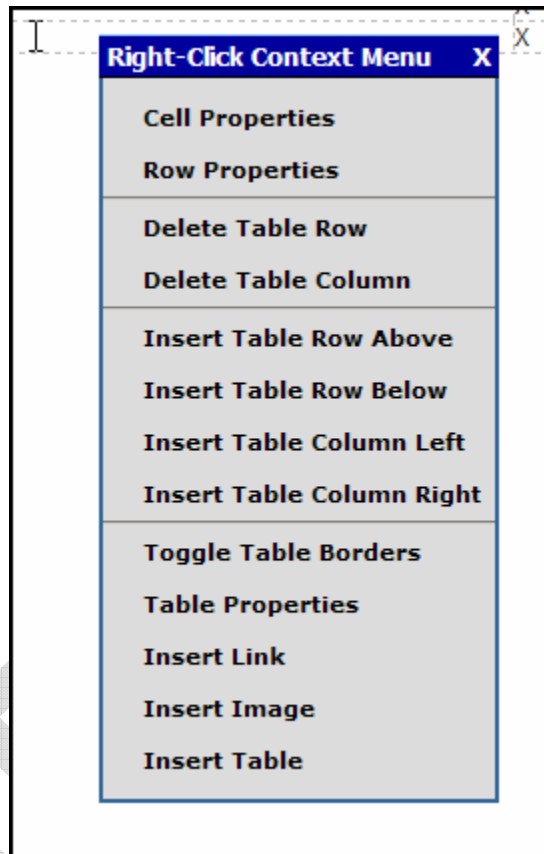 X
Right-Click Context Menu X
Cell Properties
Row Properties
Delete Table Row
Delete Table Column
Insert Table Row Above
Insert Table Row Below
Insert Table Column Left
Insert Table Column Right
Toggle Table Borders
Table Properties
Insert Link
Insert Image
Insert Table